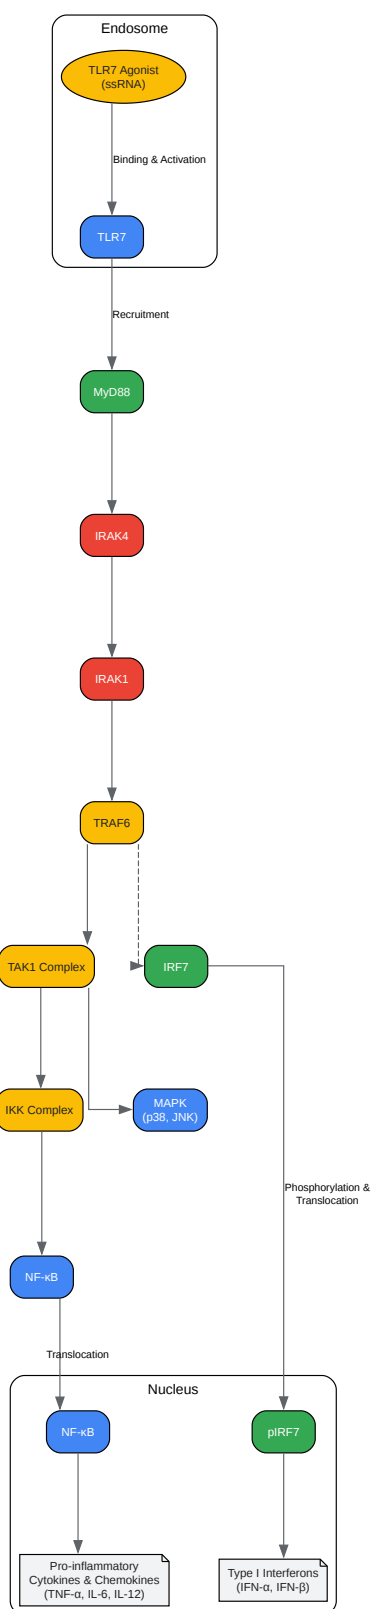 Endosome
TLR7 Agonist
(ssRNA)
Binding & Activation
TLR7
Recruitment
MyD88
IRAK4
IRAK1
TRAF6
TAK1 Complex
IRF7
IKK Complex
MAPK
(p38, JNK)
Phosphorylation &
Translocation
NF-κB
Translocation
Nucleus
NF-κB
pIRF7
Pro-inflammatory
Cytokines & Chemokines
(TNF-α, IL-6, IL-12)
Type I Interferons
(IFN-α, IFN-β)